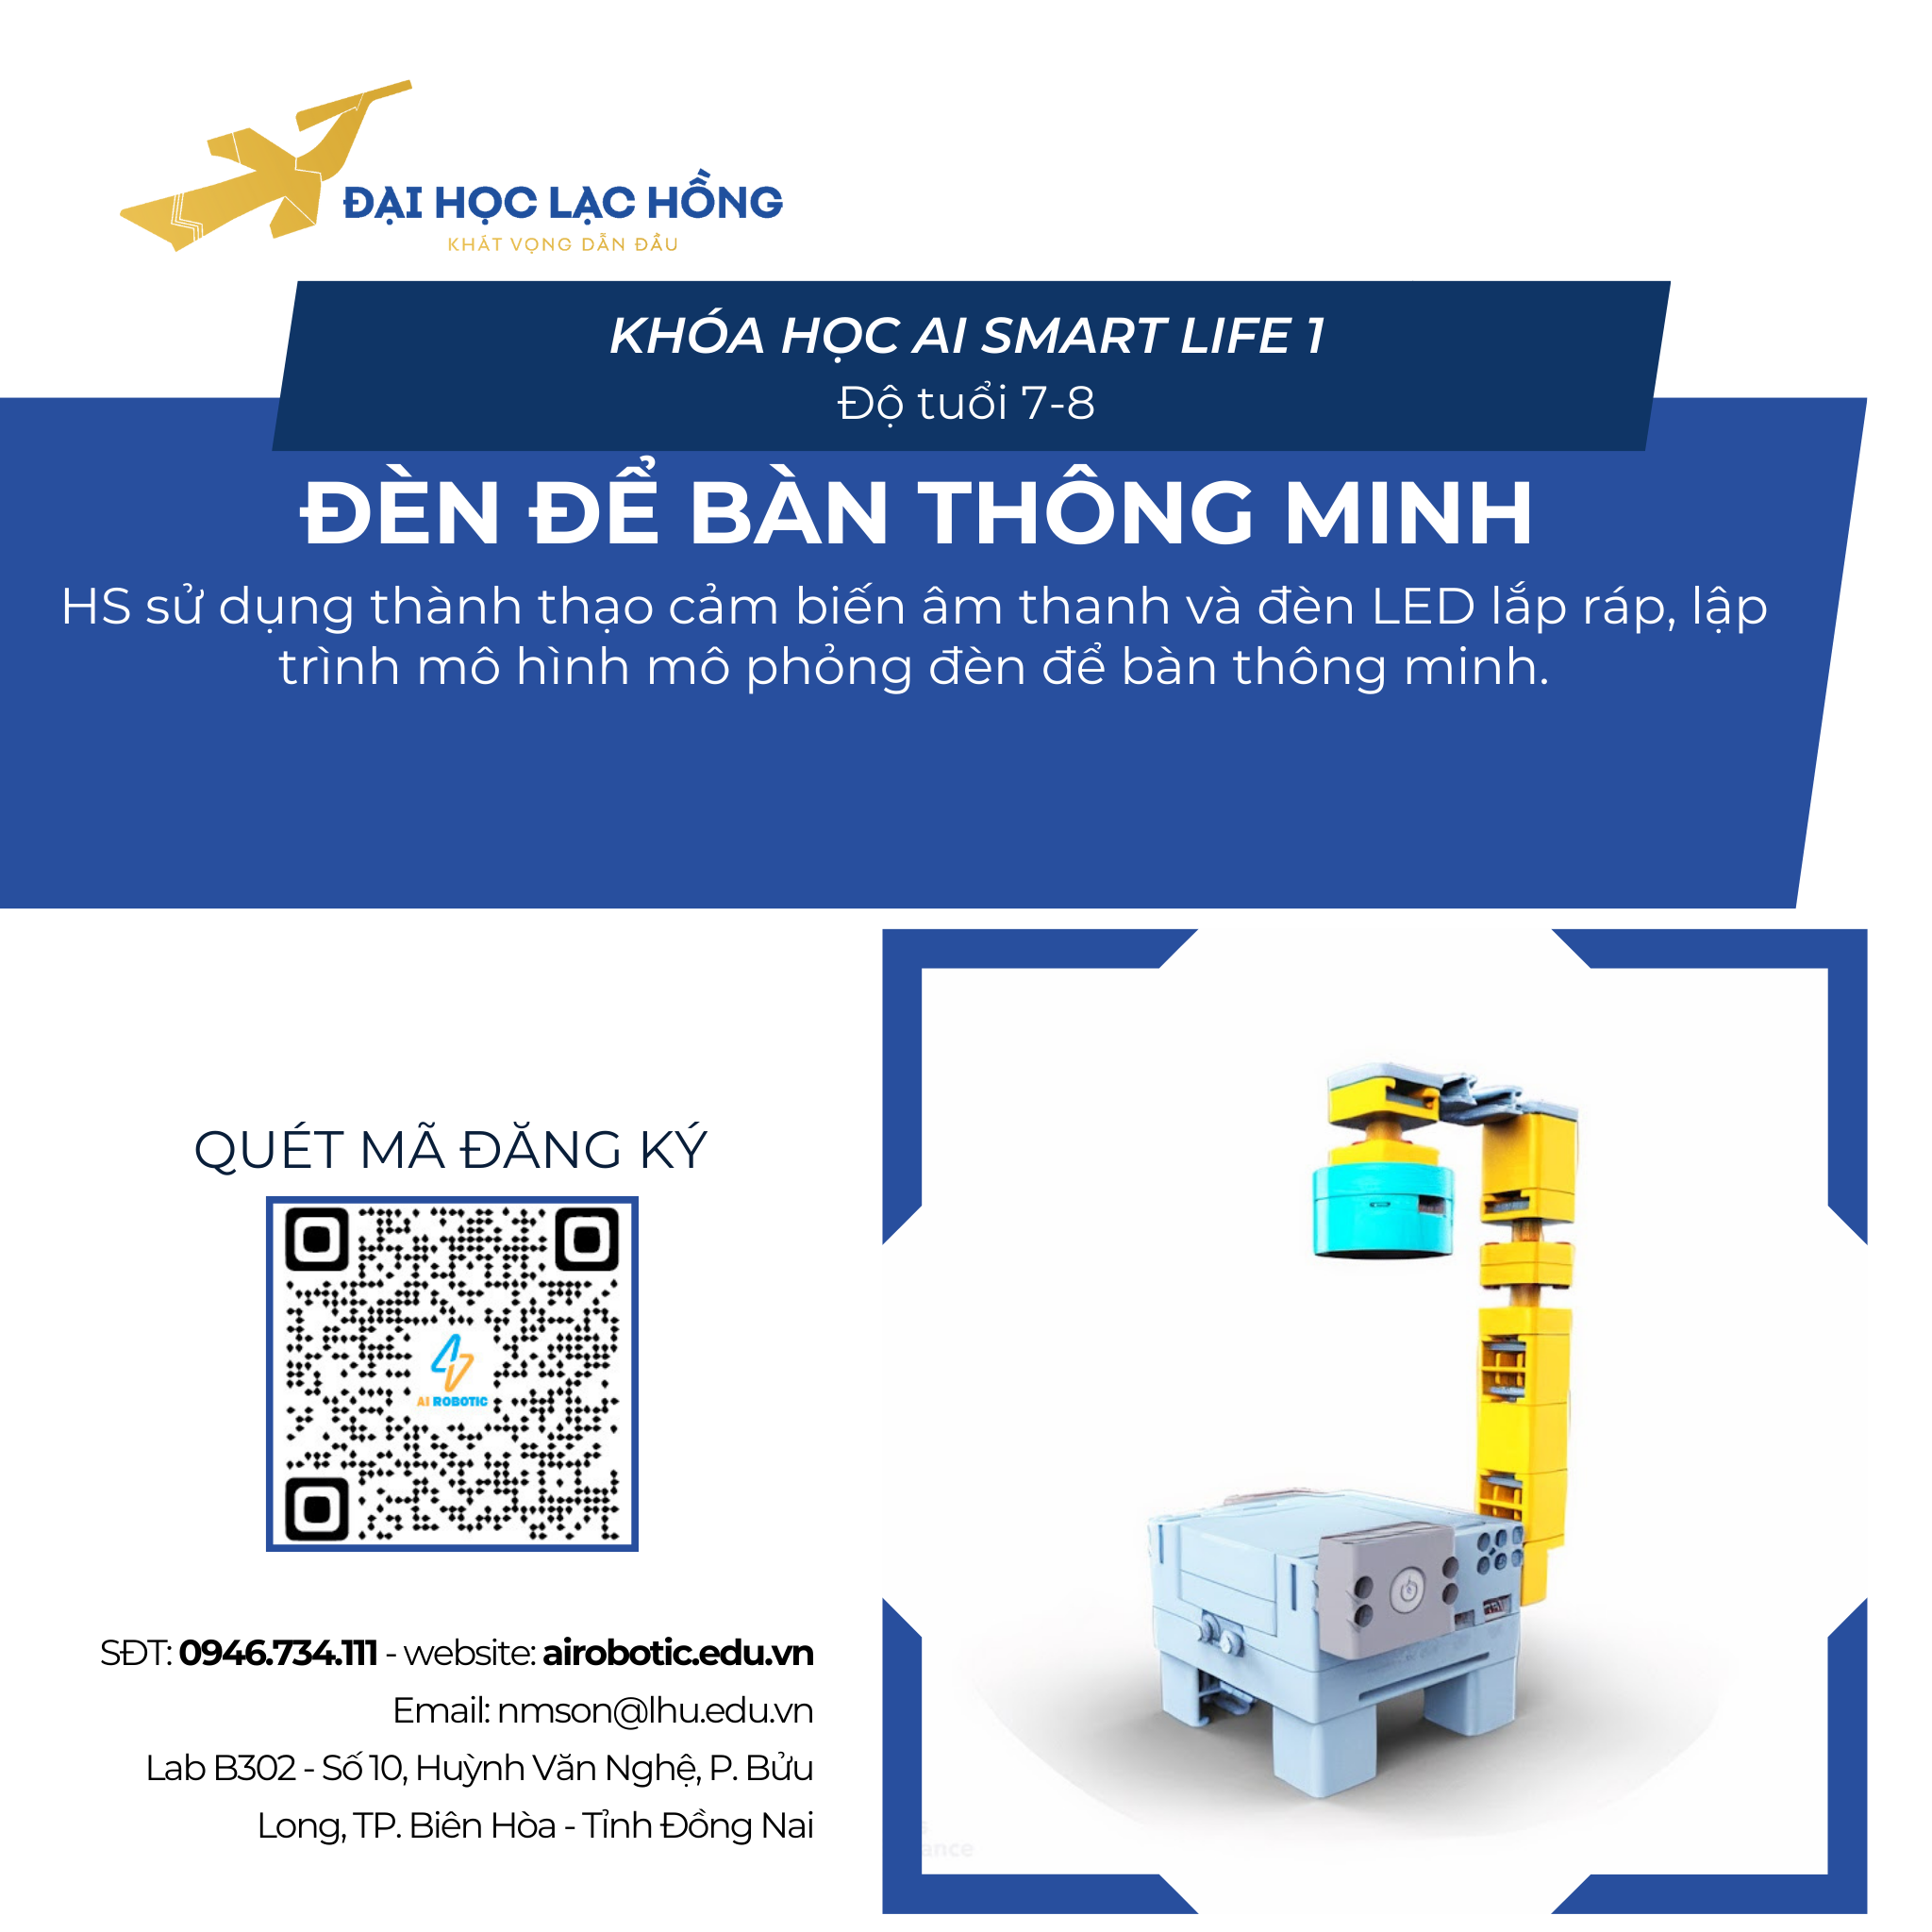 ĐẠI HỌC LẠC HỒNG
KHÁT VỌNG DẪN ĐẦU
KHÓA HỌC AI SMART LIFE 1
Độ tuổi 7-8
ĐÈN ĐỂ BÀN THÔNG MINH
HS sử dụng thành thạo cảm biến âm thanh và đèn LED lắp ráp, lập
trình mô hình mô phỏng đèn để bàn thông minh.
QUÉT MÃ ĐĂNG KÝ
AI ROBOTIC
SĐT: 0946.734.111 - website: airobotic.edu.vn
Email: nmson@lhu.edu.vn
Lab B302 - Số 10, Huỳnh Văn Nghệ, P. Bửu
Long, TP. Biên Hòa - Tỉnh Đồng Nai